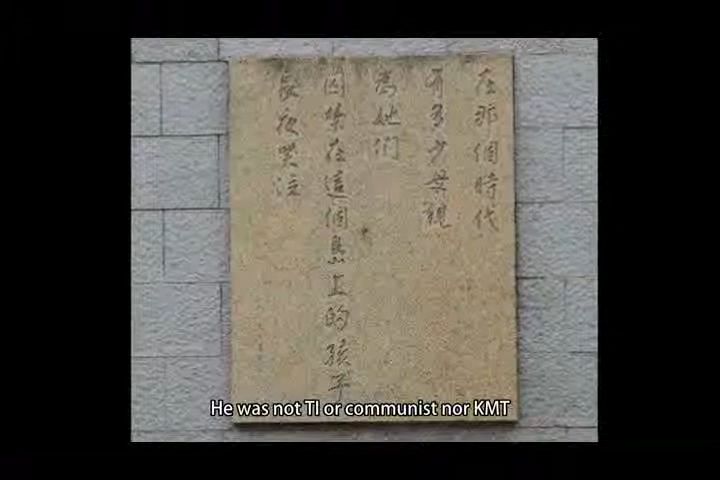 在那個時代
有多少母親
為她们
囚禁在這個島上的孩子
長夜哭泣
He was not TI or communist nor KMT